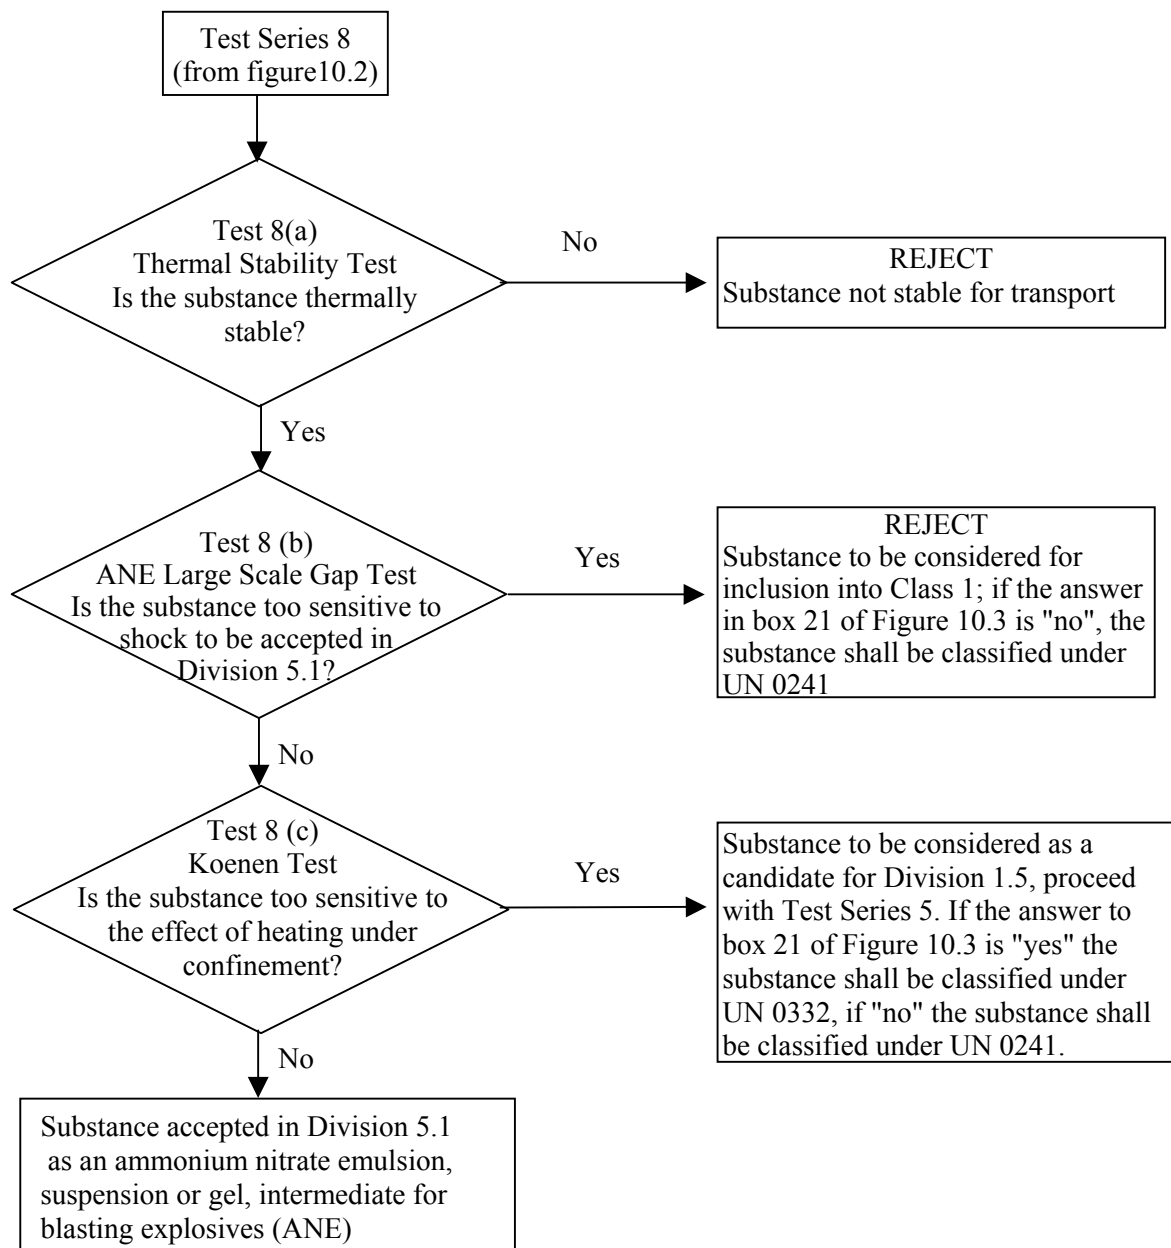 Test Series 8
(from figure10.2)
Test 8(a)
Thermal Stability Test
Is the substance thermally
stable?
No
REJECT
Substance not stable for transport
Yes
Test 8 (b)
ANE Large Scale Gap Test
Is the substance too sensitive to
shock to be accepted in
Division 5.1?
Yes
REJECT
Substance to be considered for
inclusion into Class 1; if the answer
in box 21 of Figure 10.3 is "no", the
substance shall be classified under
UN 0241
No
Test 8 (c)
Koenen Test
Is the substance too sensitive to
the effect of heating under
confinement?
Yes
Substance to be considered as a
candidate for Division 1.5, proceed
with Test Series 5. If the answer to
box 21 of Figure 10.3 is "yes" the
substance shall be classified under
UN 0332, if "no" the substance shall
be classified under UN 0241.
No
Substance accepted in Division 5.1
as an ammonium nitrate emulsion,
suspension or gel, intermediate for
blasting explosives (ANE)